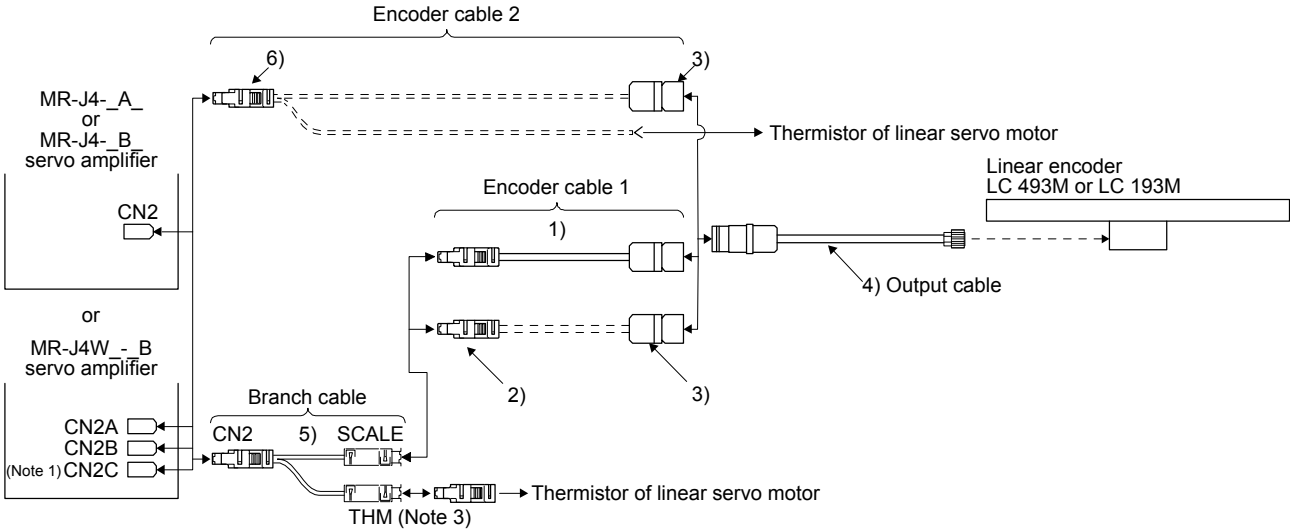 Encoder cable 2
6)
3)
MR-J4-_A_
or
MR-J4-_B_
servo amplifier
Thermistor of linear servo motor
Linear encoder
LC 493M or LC 193M
CN2
Encoder cable 1
1)
4) Output cable
or
MR-J4W_-_B
servo amplifier
2)
3)
Branch cable
CN2A
CN2B
(Note 1) CN2C
CN2
5)
SCALE
Thermistor of linear servo motor
THM (Note 3)